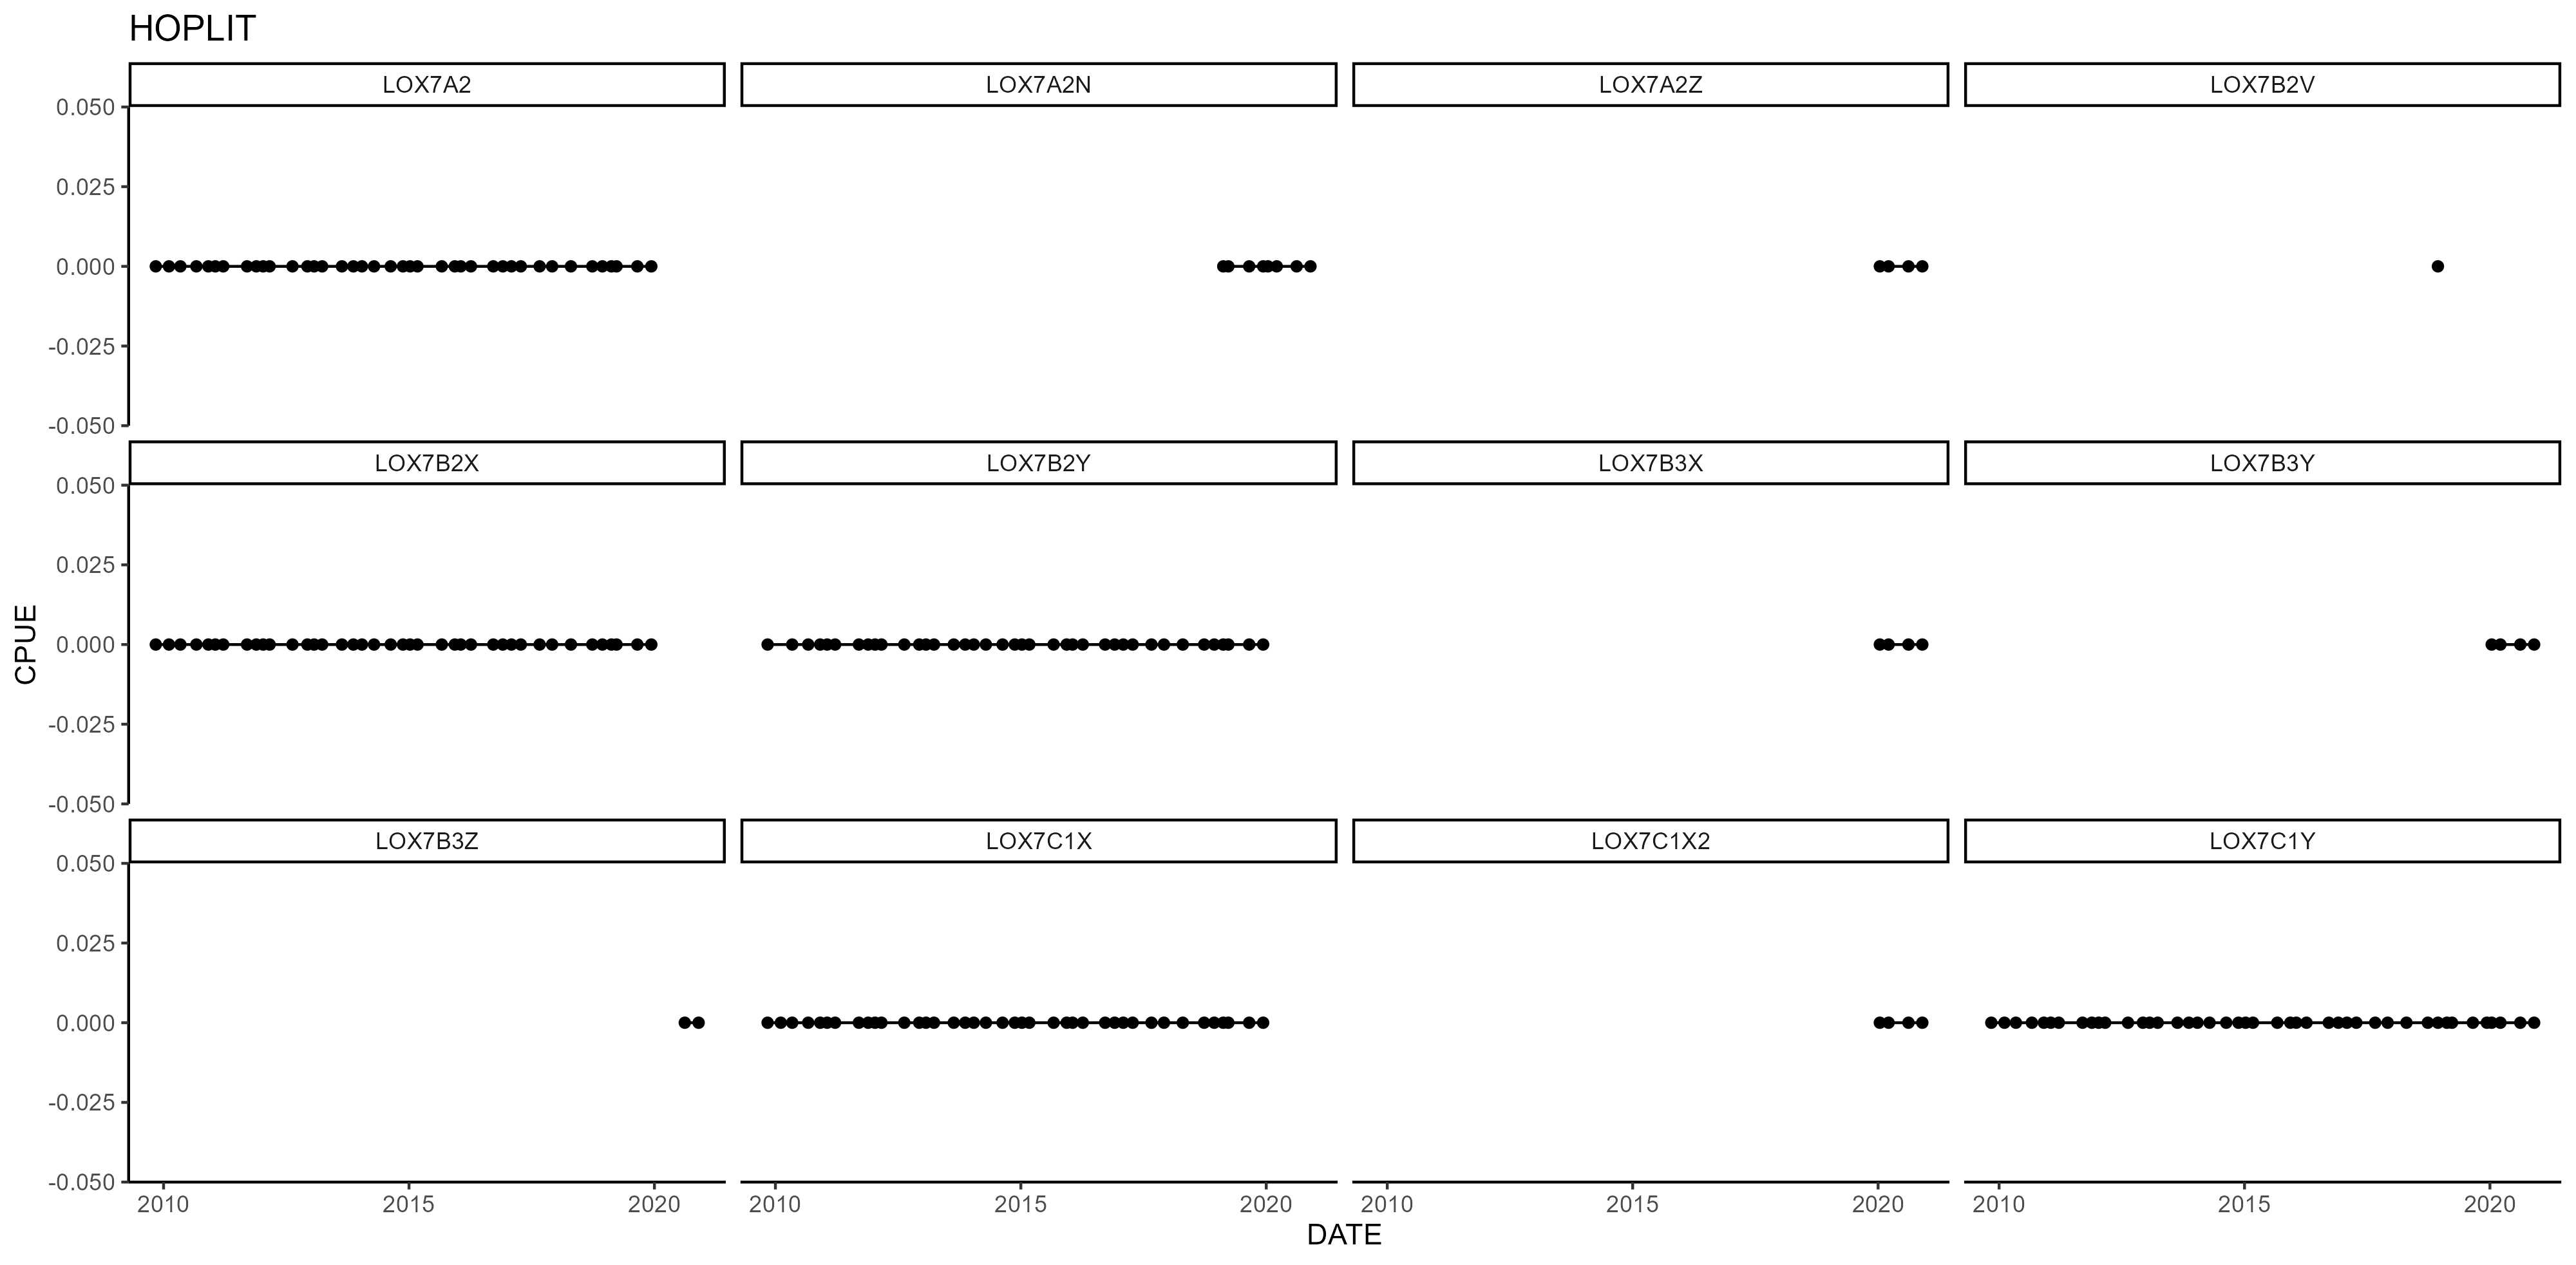 HOPLIT
LOX7A2 LOX7A2N LOX7A2Z LOX7B2V
0.050
0.025
0.000
-0.025
-0.050
LOX7B2X LOX7B2Y LOX7B3X LOX7B3Y
0.050
0.025
0.000
-0.025
-0.050
CPUE
LOX7B3Z LOX7C1X LOX7C1X2 LOX7C1Y
0.050
0.025
0.000
-0.025
-0.050
2010 2015 2020 2010 2015 2020 2010 2015 2020 2010 2015 2020
DATE